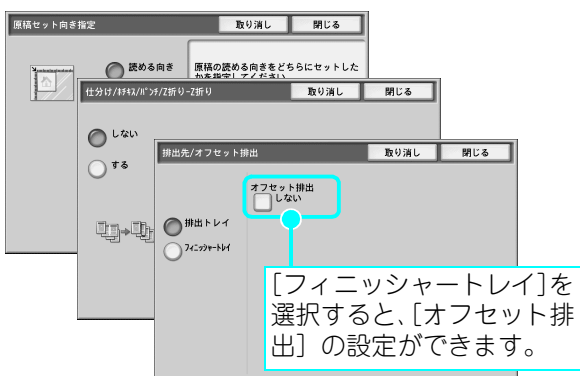 原稿セット向き指定
取り消し
閉じる
読める向き
原稿の読める向きをどちらにセットした
かを指定してください
仕分け/ﾎﾁｷｽ/ﾊﾟﾝﾁ/Z折り-Z折り
取り消し
閉じる
しない
する
排出先/オフセット排出
取り消し
閉じる
オフセット排出
しない
排出トレイ
ﾌｨﾆｯｼｬｰﾄﾚｲ
[フィニッシャートレイ]を
選択すると、[オフセット排
出] の設定ができます。